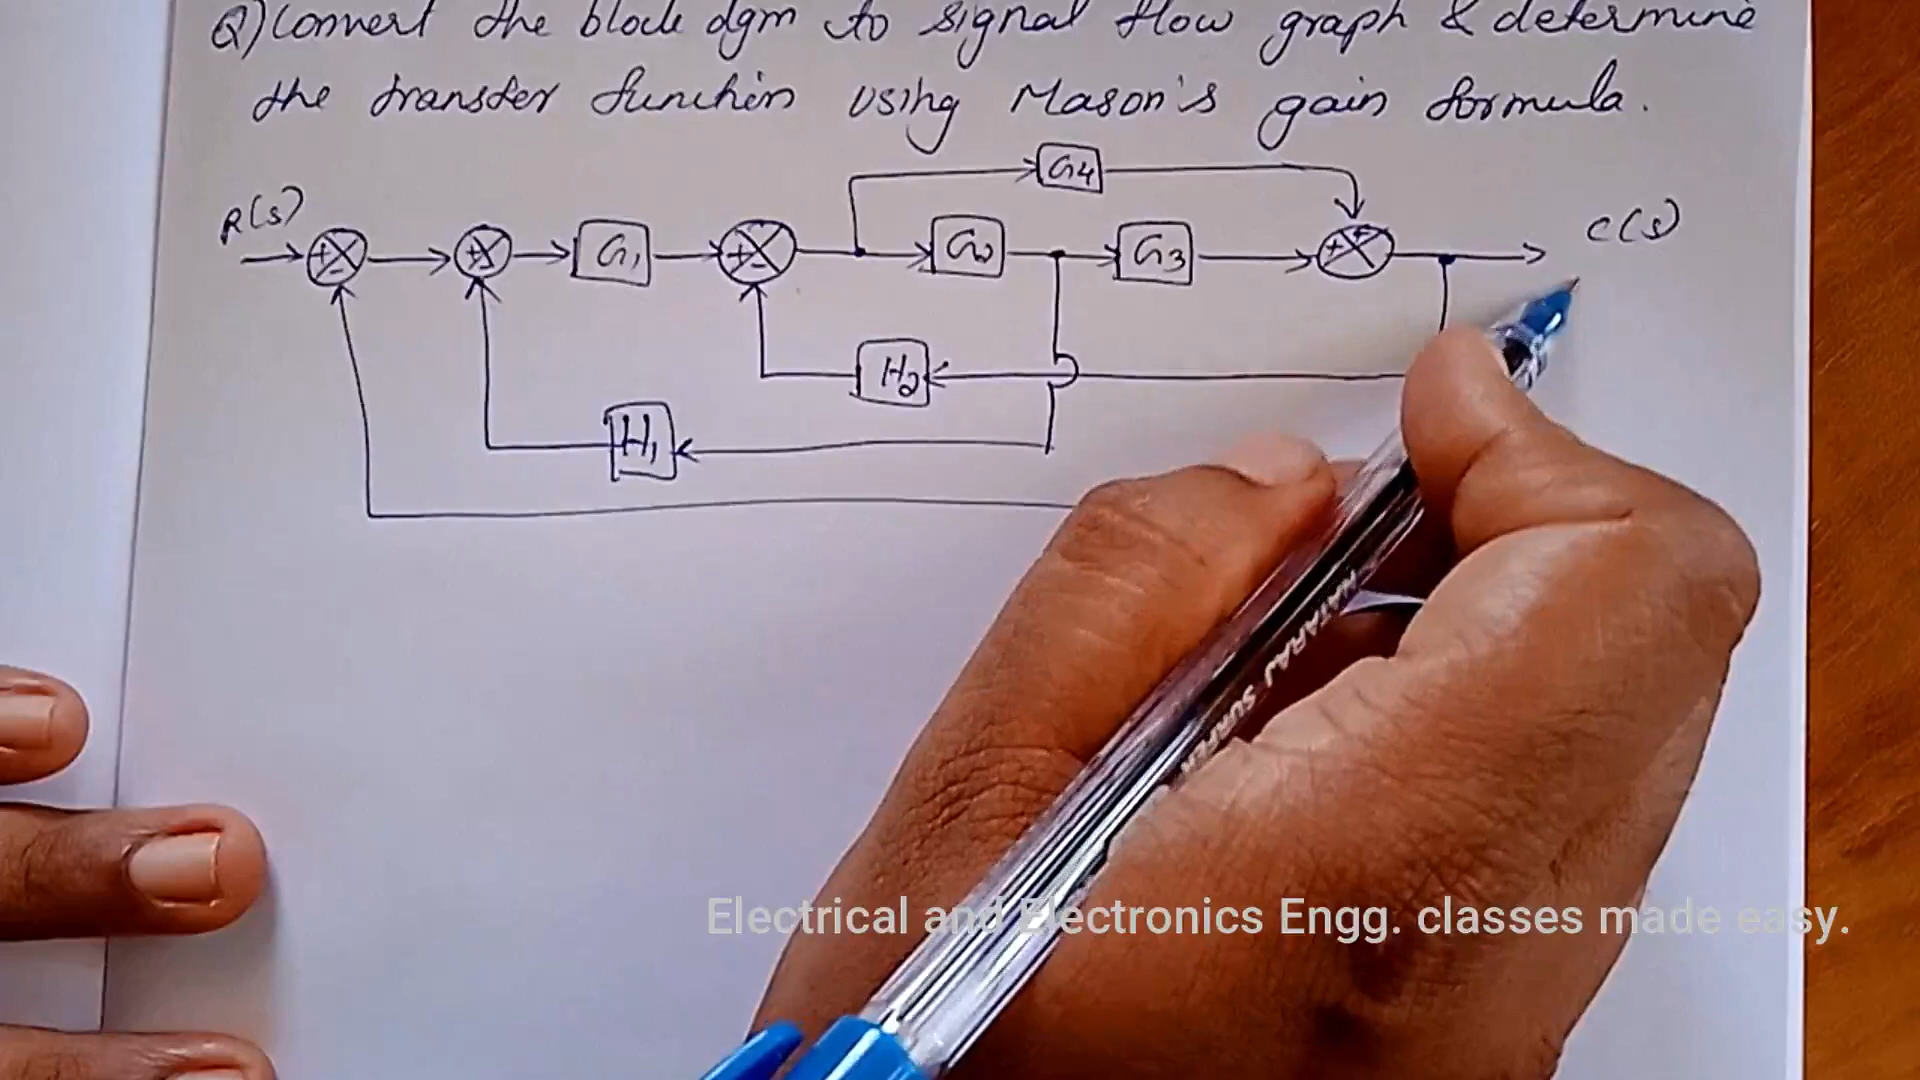 Q) Convert the block dgm to signal flow graph & determine
the transfer function using Mason's gain formula.
G4
R(s) C(s)
+ - + - G1 + - G2 G3 + +
H2
H1
NATARAJ
Electrical and Electronics Engg. classes made easy.